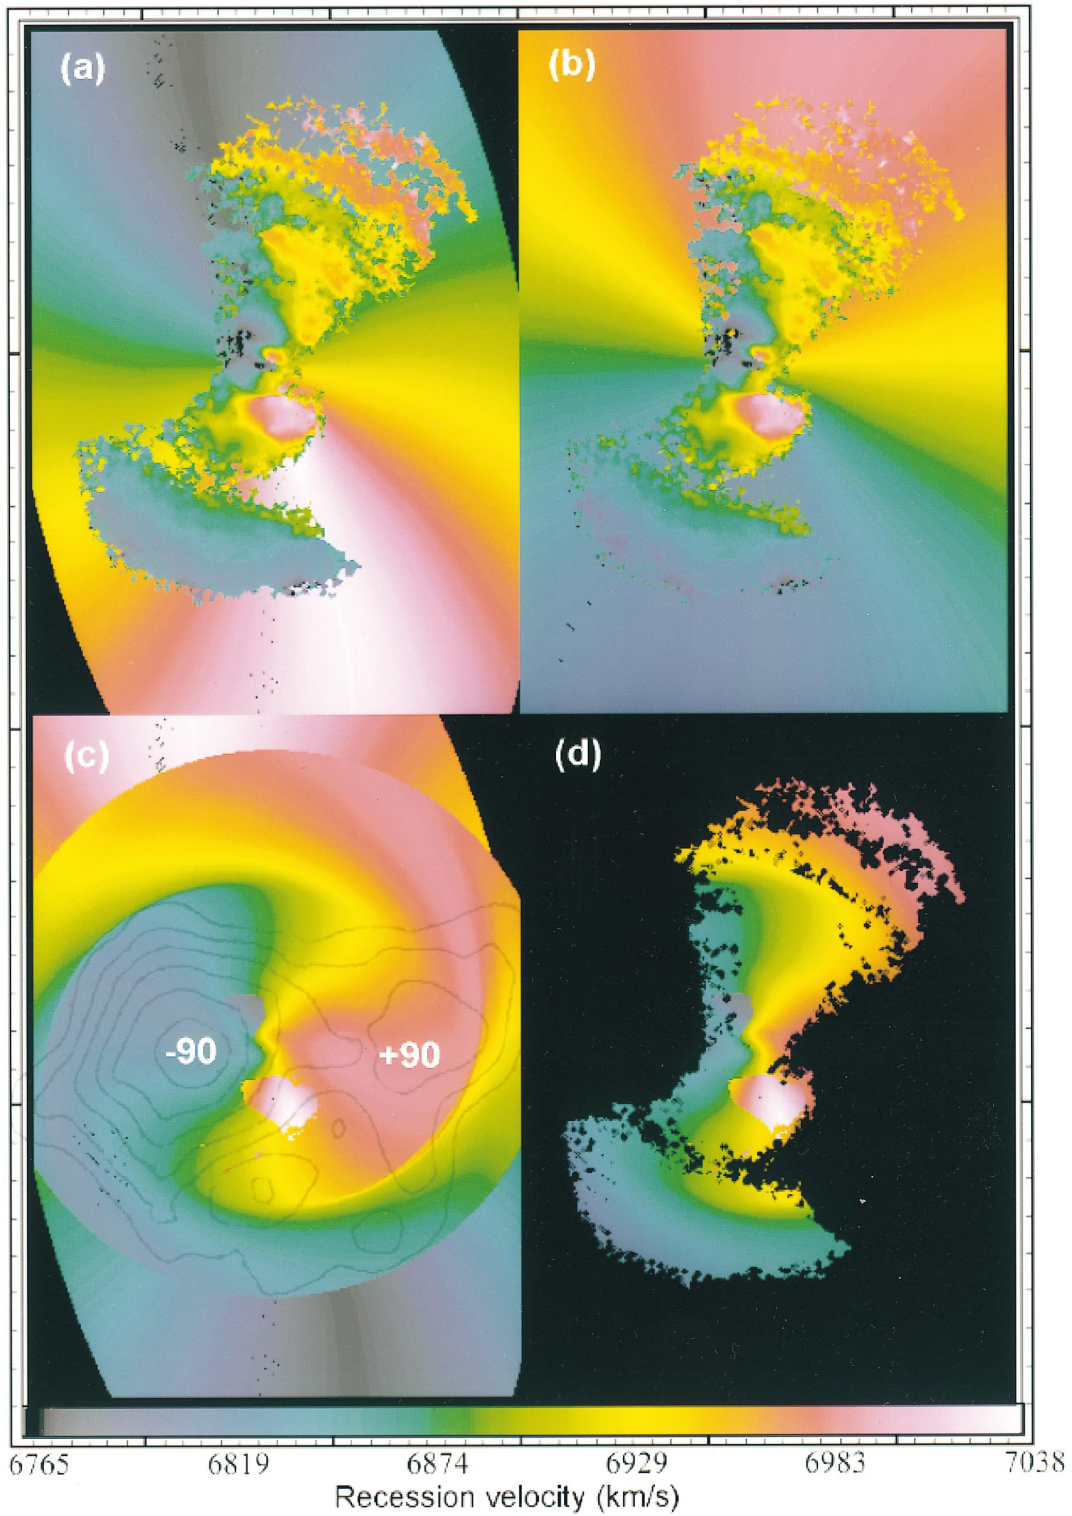 (a)
(b)
(c)
(d)
-90
+90
6765 6819 6874 6929 6983 7038
Recession velocity (km/s)